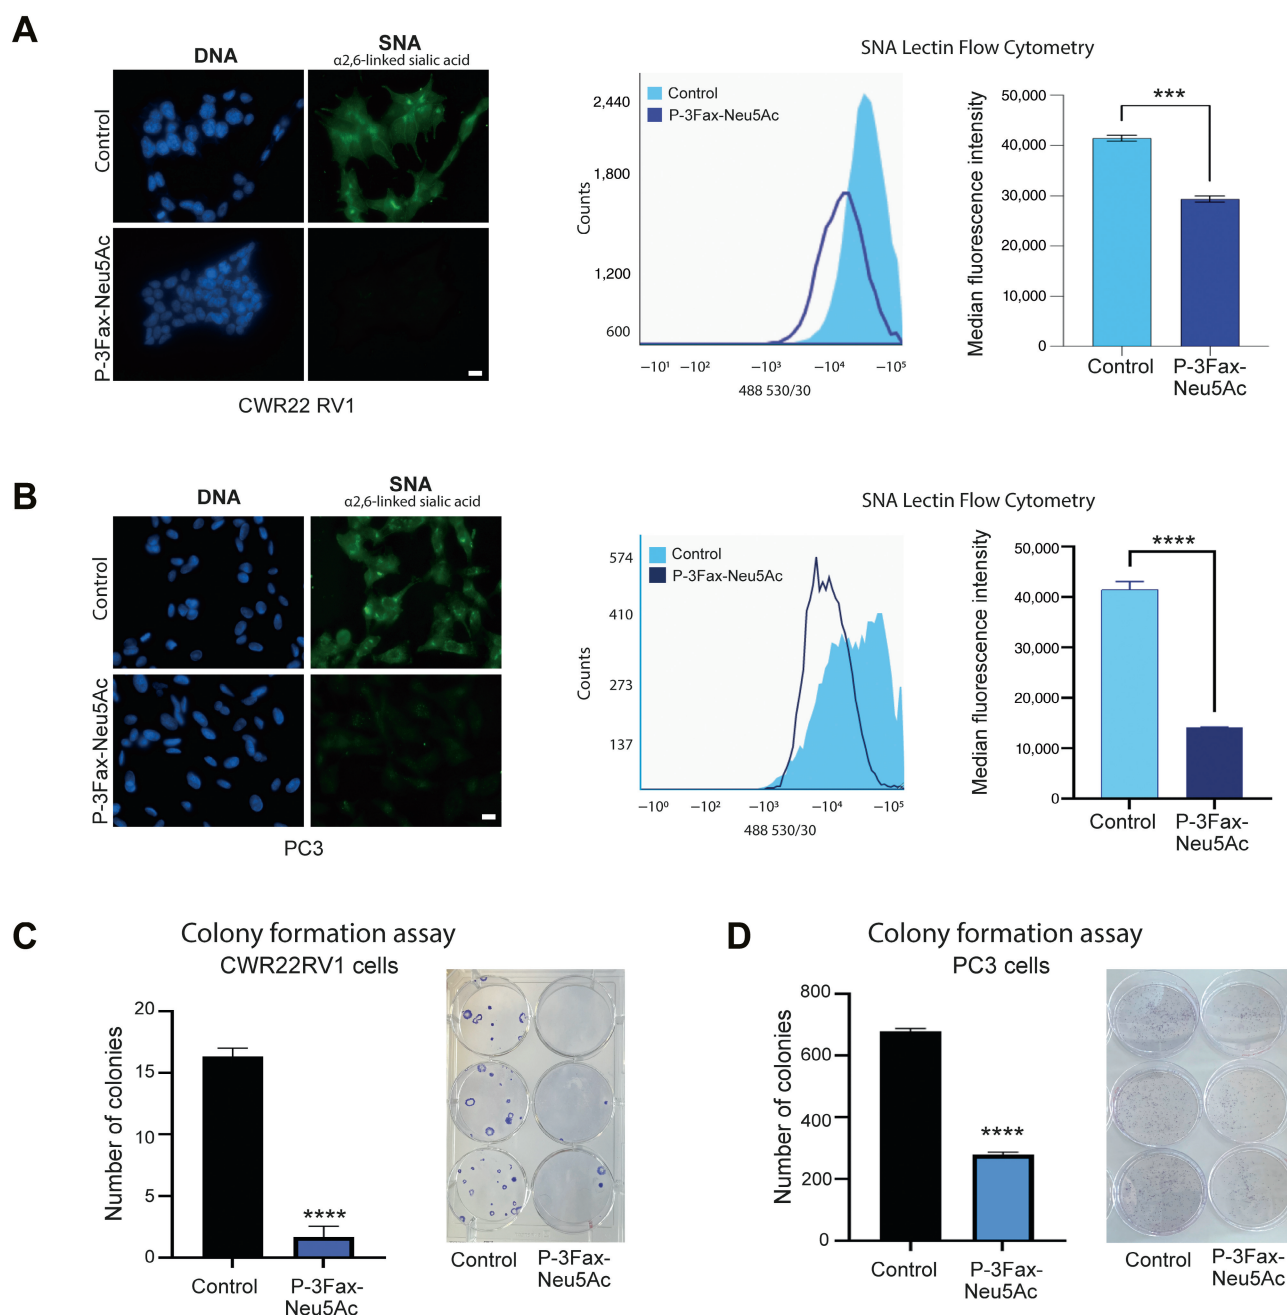 A
DNA
SNA
α2,6-linked sialic acid
Control
P-3Fax-Neu5Ac
CWR22 RV1
SNA Lectin Flow Cytometry
Control
P-3Fax-Neu5Ac
Counts
2,440
1,800
1,200
600
−10¹ −10² −10³ −10⁴ −10⁵
488 530/30
Median fluorescence intensity
50,000
40,000
30,000
20,000
10,000
0
***
Control
P-3Fax-
Neu5Ac
B
DNA
SNA
α2,6-linked sialic acid
Control
P-3Fax-Neu5Ac
PC3
SNA Lectin Flow Cytometry
Control
P-3Fax-Neu5Ac
Counts
574
410
273
137
−10⁰ −10² −10³ −10⁴ −10⁵
488 530/30
Median fluorescence intensity
50,000
40,000
30,000
20,000
10,000
0
****
Control
P-3Fax-
Neu5Ac
C
Colony formation assay
CWR22RV1 cells
Number of colonies
20
15
10
5
0
****
Control
P-3Fax-
Neu5Ac
Control
P-3Fax-
Neu5Ac
D
Colony formation assay
PC3 cells
Number of colonies
800
600
400
200
0
****
Control
P-3Fax-
Neu5Ac
Control
P-3Fax-
Neu5Ac